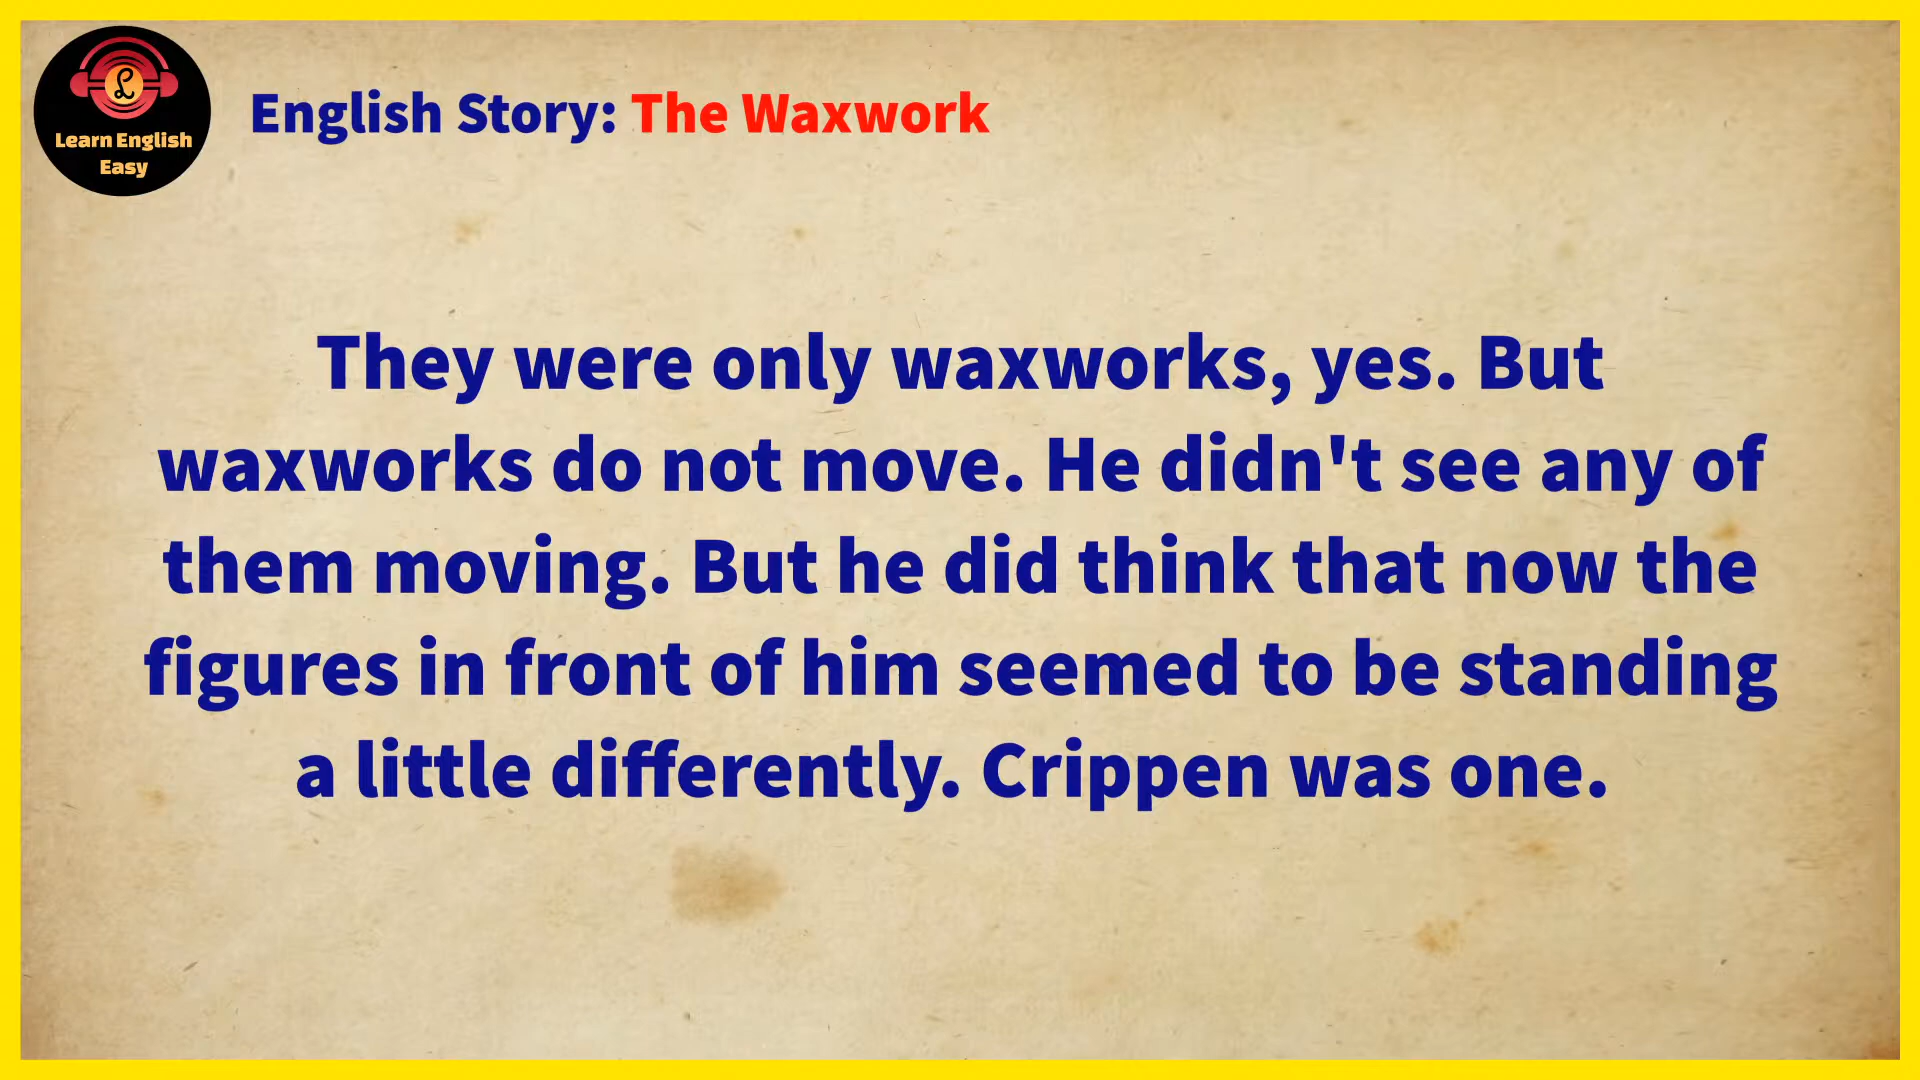 Learn English
Easy
English Story: The Waxwork
They were only waxworks, yes. But
waxworks do not move. He didn't see any of
them moving. But he did think that now the
figures in front of him seemed to be standing
a little differently. Crippen was one.